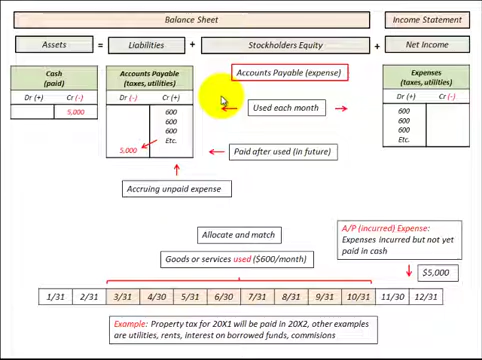 Balance Sheet
Income Statement
Assets = Liabilities + Stockholders Equity + Net Income
Cash
(paid)
Dr (+) Cr (-)
5,000
Accounts Payable
(taxes, utilities)
Dr (-) Cr (+)
600
600
600
Etc.
5,000
Accounts Payable (expense)
Used each month
Paid after used (in future)
Accruing unpaid expense
Expenses
(taxes, utilities)
Dr (+) Cr (-)
600
600
600
Etc.
Allocate and match
Goods or services used ($600/month)
A/P (incurred) Expense:
Expenses incurred but not yet
paid in cash
$5,000
1/31 2/31 3/31 4/30 5/31 6/30 7/31 8/31 9/31 10/31 11/30 12/31
Example: Property tax for 20X1 will be paid in 20X2, other examples
are utilities, rents, interest on borrowed funds, commisions